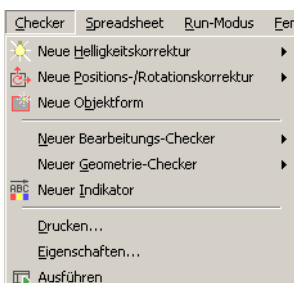 Checker Spreadsheet Run-Modus Fer
Neue Helligkeitskorrektur
Neue Positions-/Rotationskorrektur
Neue Objektform
Neuer Bearbeitungs-Checker
Neuer Geometrie-Checker
ABC Neuer Indikator
Drucken...
Eigenschaften...
Ausführen